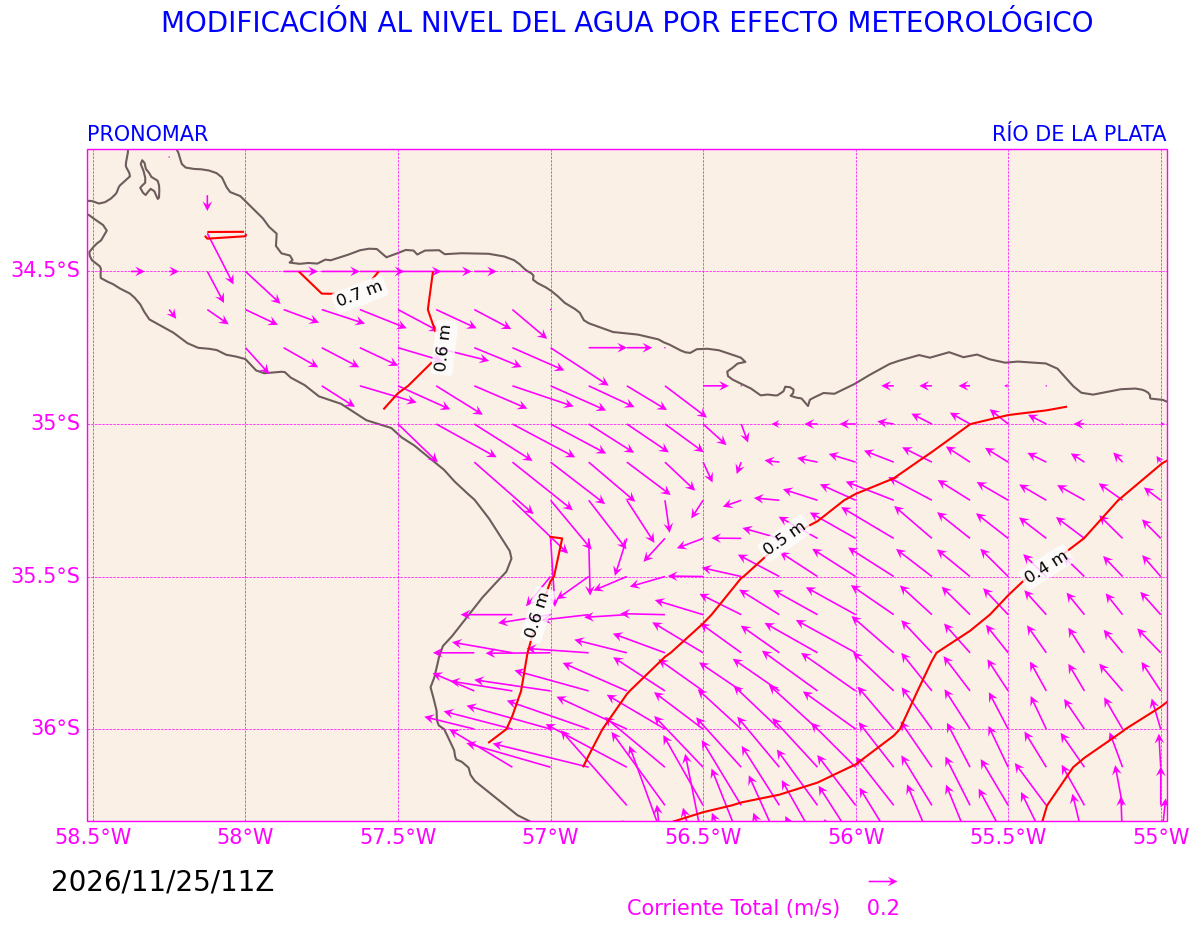 MODIFICACIÓN AL NIVEL DEL AGUA POR EFECTO METEOROLÓGICO
PRONOMAR
RÍO DE LA PLATA
34.5°S
35°S
35.5°S
36°S
0.7 m
0.6 m
0.5 m
0.4 m
0.6 m
58.5°W
58°W
57.5°W
57°W
56.5°W
56°W
55.5°W
55°W
2026/11/25/11Z
Corriente Total (m/s)
0.2